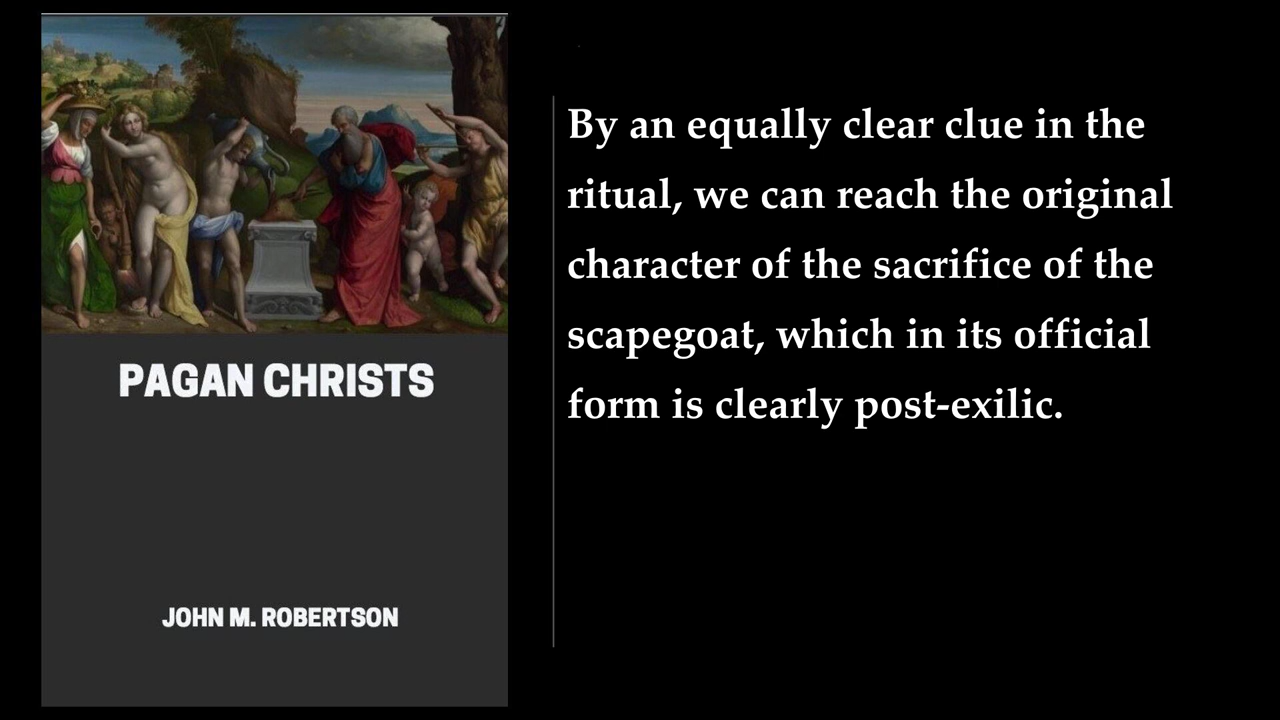 PAGAN CHRISTS
JOHN M. ROBERTSON
By an equally clear clue in the
ritual, we can reach the original
character of the sacrifice of the
scapegoat, which in its official
form is clearly post-exilic.